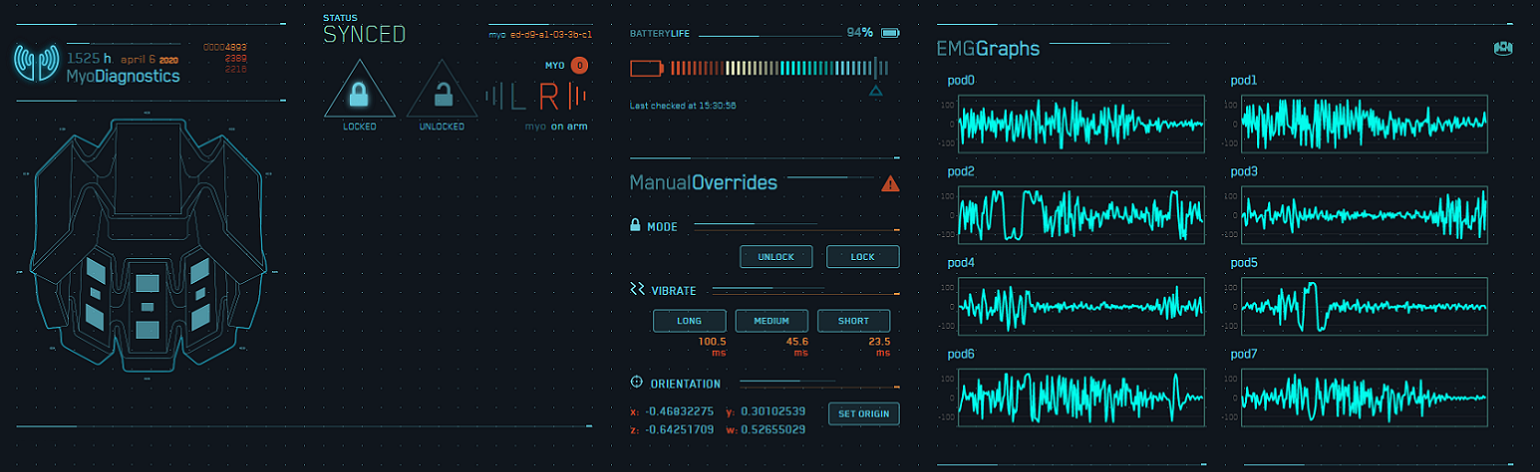 1525 h. april 6 2020
MyoDiagnostics
00004893
2369
2216
STATUS
SYNCED
myo ed-d9-a1-03-3b-c1
MYO 0
L R
LOCKED
UNLOCKED
myo on arm
BATTERYLIFE
94%
Last checked at 15:30:56
ManualOverrides
MODE
UNLOCK
LOCK
VIBRATE
LONG
MEDIUM
SHORT
100.5 ms
45.6 ms
23.5 ms
ORIENTATION
x: -0.46832275 y: 0.30102539
z: -0.64251709 w: 0.52655029
SET ORIGIN
EMGGraphs
pod0
100
0
-100
pod1
100
0
-100
pod2
100
0
-100
pod3
100
0
-100
pod4
100
0
-100
pod5
100
0
-100
pod6
100
0
-100
pod7
100
0
-100